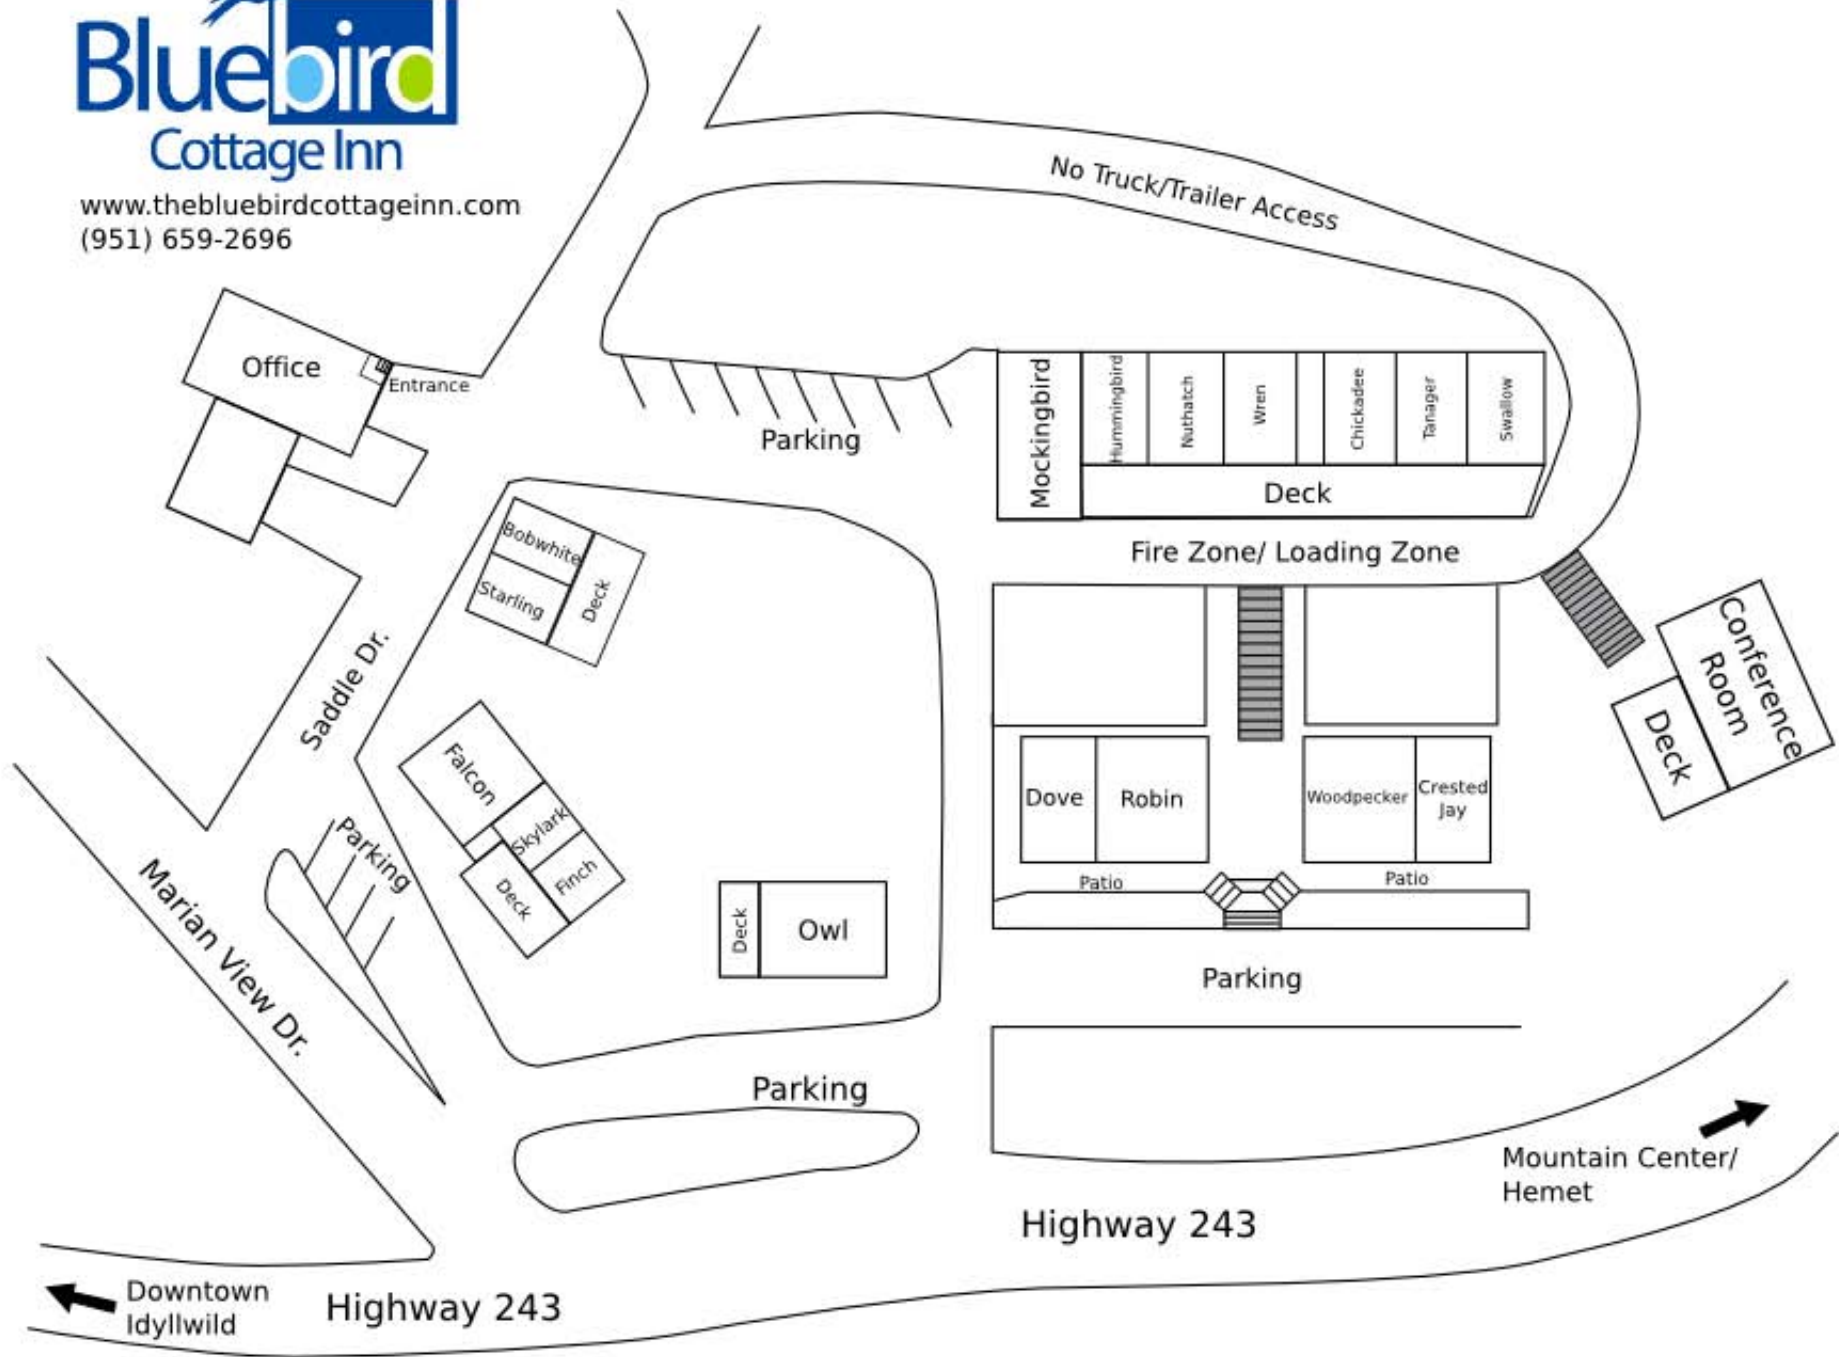 Bluebird
Cottage Inn
www.thebluebirdcottageinn.com
(951) 659-2696
No Truck/Trailer Access
Office
Entrance
Parking
Mockingbird
Hummingbird
Nuthatch
Wren
Chickadee
Tanager
Swallow
Deck
Fire Zone/ Loading Zone
Bobwhite
Starling
Deck
Saddle Dr.
Conference
Room
Deck
Falcon
Skylark
Finch
Deck
Dove
Robin
Woodpecker
Crested
Jay
Parking
Patio
Patio
Deck
Owl
Marian View Dr.
Parking
Parking
Mountain Center/
Hemet
Highway 243
Downtown
Idyllwild
Highway 243